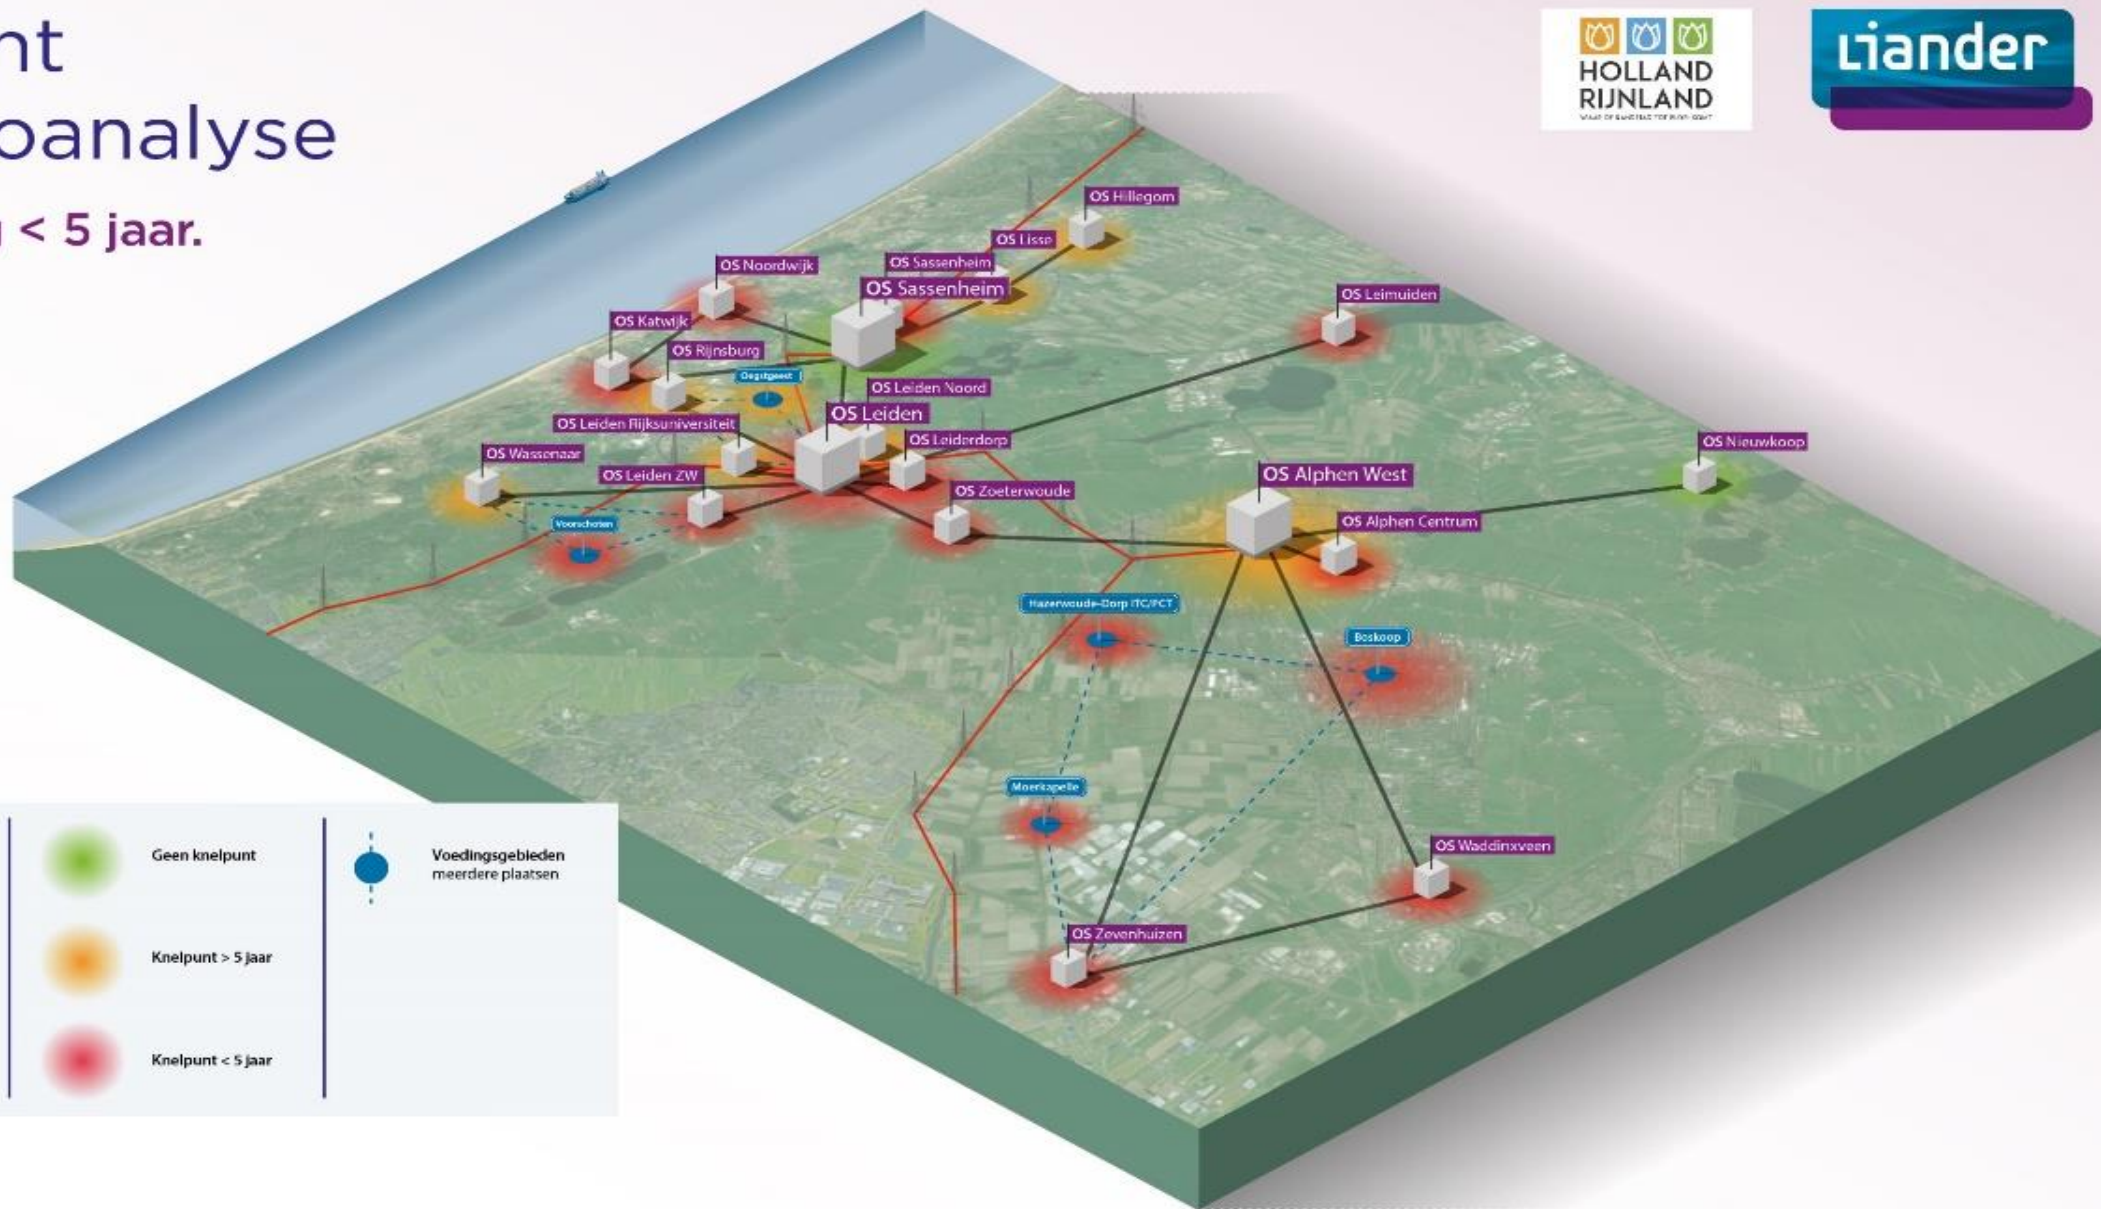 nt
oanalyse
< 5 jaar.
HOLLAND
RIJNLAND
Liander
OS Hillegom
OS Lisse
OS Noordwijk
OS Sassenheim
OS Sassenheim
OS Leimuiden
OS Katwijk
OS Rijnsburg
Oegstgeest
OS Leiden Noord
OS Leiden
OS Leiden Rijksuniversiteit
OS Leiderdorp
OS Nieuwkoop
OS Wassenaar
OS Leiden ZW
OS Alphen West
OS Zoeterwoude
Voorschoten
OS Alphen Centrum
Hazerwoude-Dorp ITC/PCT
Boskoop
Moerkapelle
OS Waddinxveen
OS Zevenhuizen
Geen knelpunt
Knelpunt > 5 jaar
Knelpunt < 5 jaar
Voedingsgebieden
meerdere plaatsen